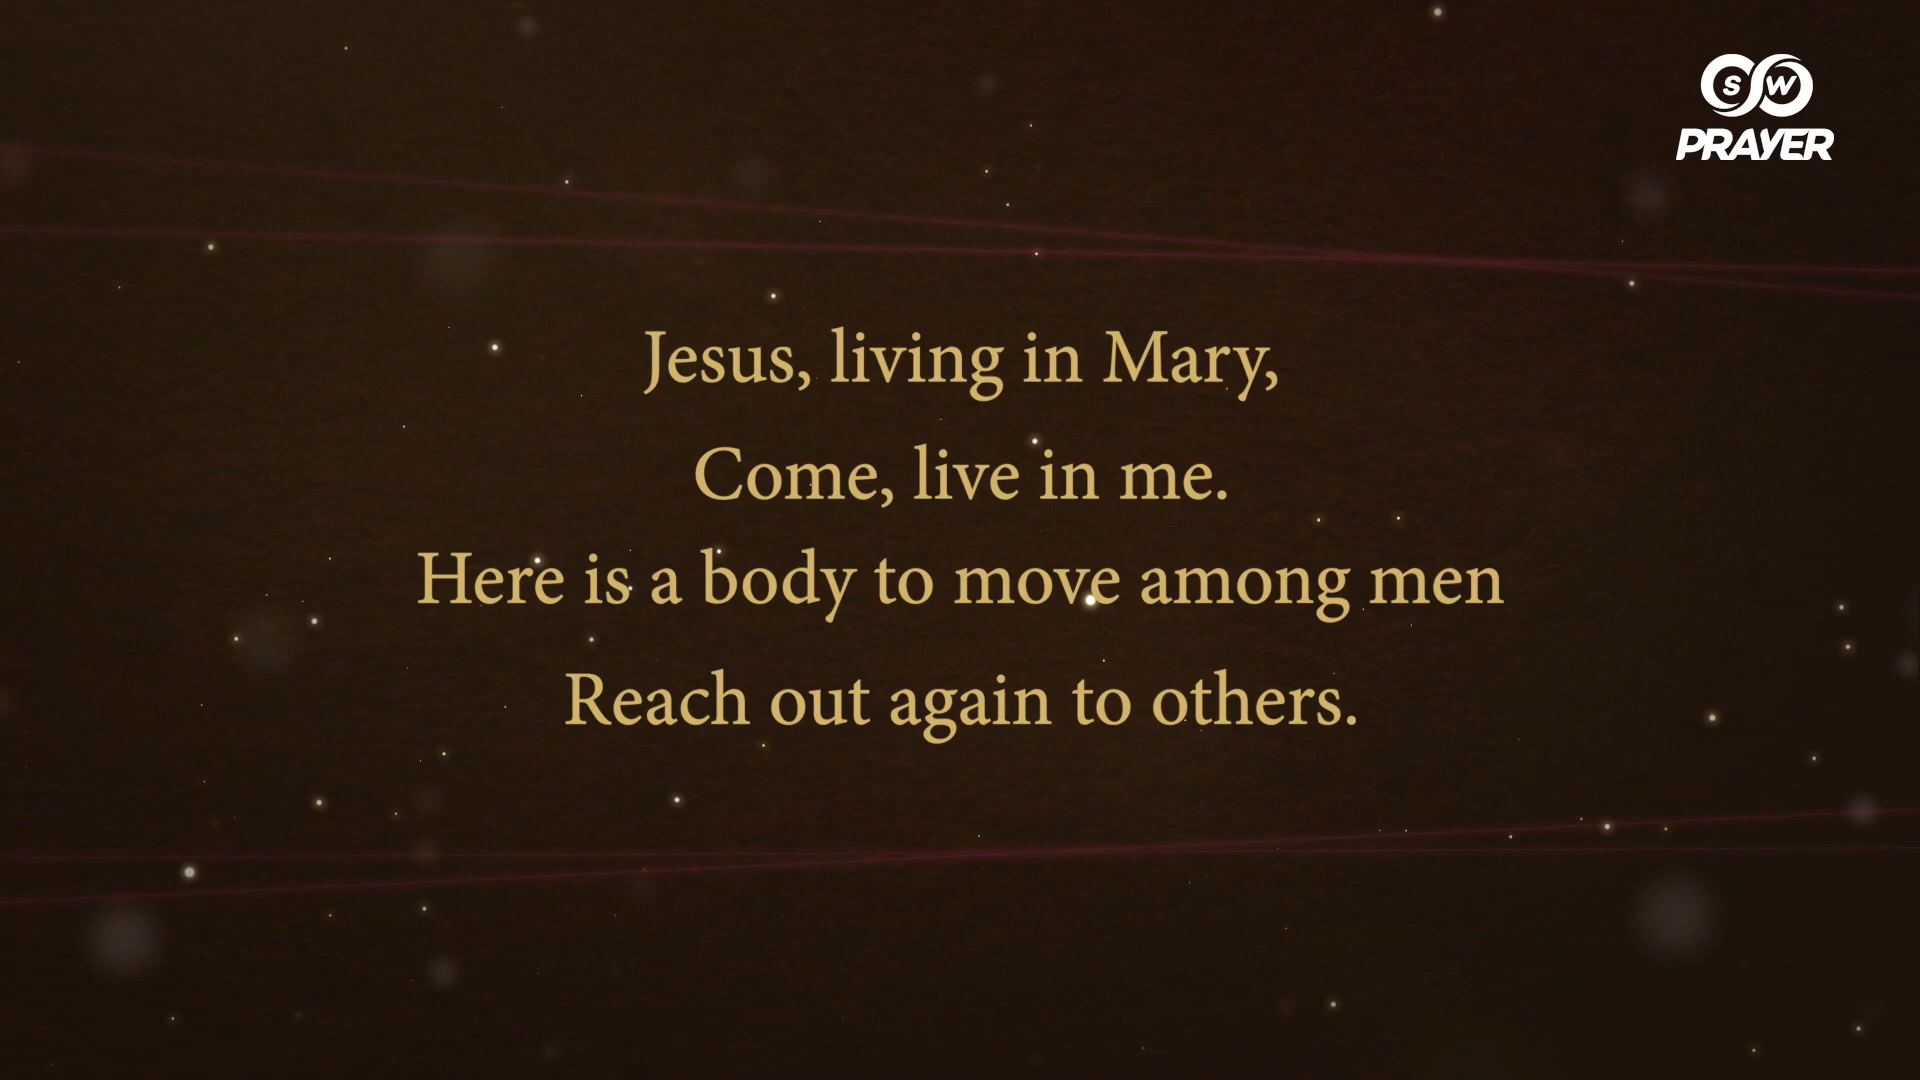 SW
PRAYER
Jesus, living in Mary,
Come, live in me.
Here is a body to move among men
Reach out again to others.